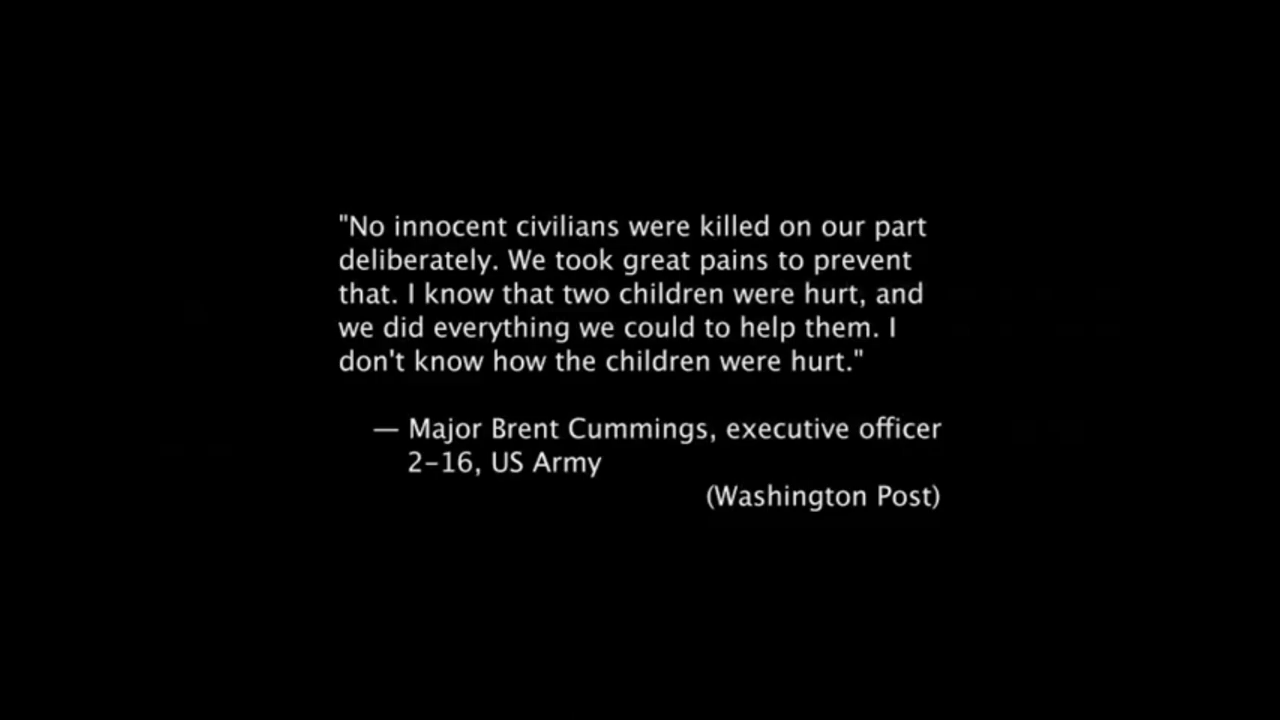 "No innocent civilians were killed on our part
deliberately. We took great pains to prevent
that. I know that two children were hurt, and
we did everything we could to help them. I
don't know how the children were hurt."
— Major Brent Cummings, executive officer
2–16, US Army
(Washington Post)